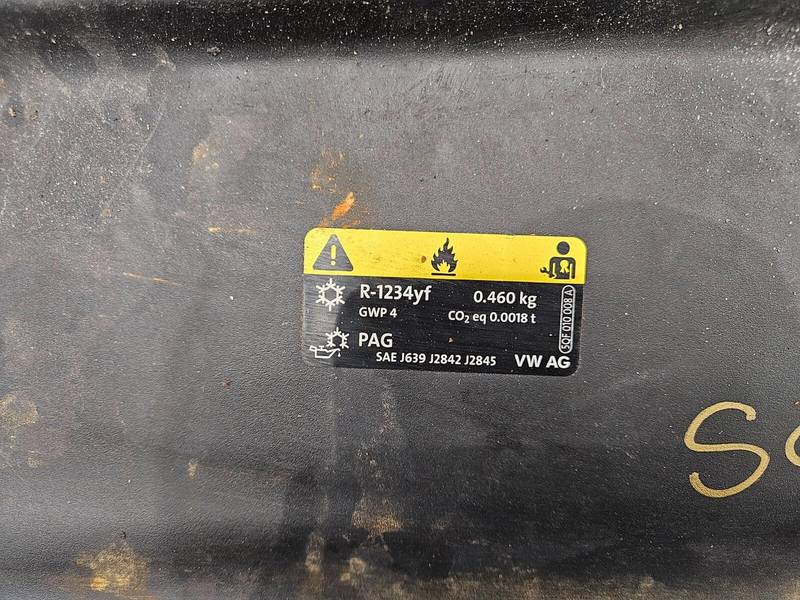 R-1234yf 0.460 kg
GWP 4 CO₂ eq 0.0018 t
PAG
SAE J639 J2842 J2845 VW AG
5QF 010 008 A